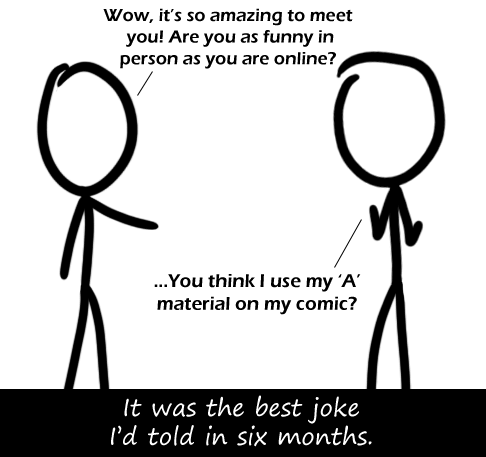 Wow, it's so amazing to meet
you! Are you as funny in
person as you are online?
...You think I use my 'A'
material on my comic?
It was the best joke
I'd told in six months.